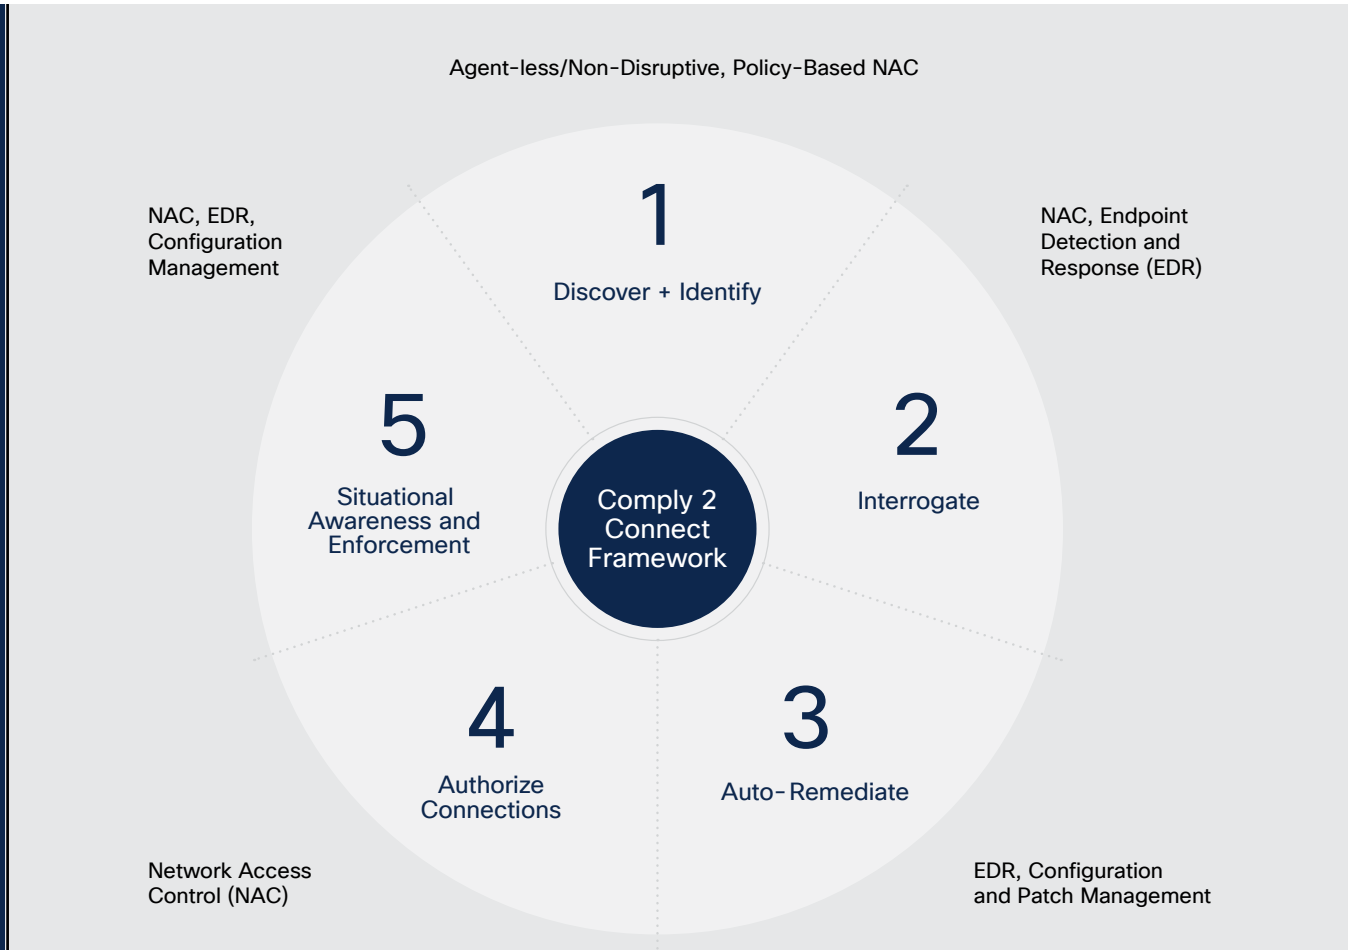 Agent-less/Non-Disruptive, Policy-Based NAC
NAC, EDR,
Configuration
Management
NAC, Endpoint
Detection and
Response (EDR)
1
Discover + Identify
5
Situational
Awareness and
Enforcement
2
Interrogate
Comply 2
Connect
Framework
4
Authorize
Connections
3
Auto-Remediate
Network Access
Control (NAC)
EDR, Configuration
and Patch Management